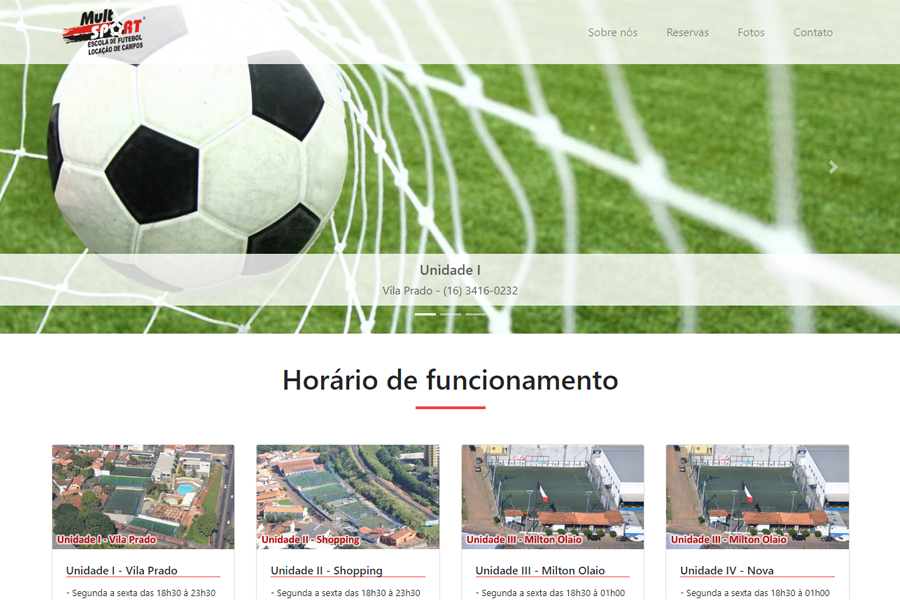 Mult
SPORT
ESCOLA DE FUTEBOL
LOCAÇÃO DE CAMPOS
Sobre nós
Reservas
Fotos
Contato
Unidade I
Vila Prado - (16) 3416-0232
Horário de funcionamento
Unidade I - Vila Prado
Unidade II - Shopping
Unidade III - Milton Olaio
Unidade III - Milton Olaio
Unidade I - Vila Prado
Unidade II - Shopping
Unidade III - Milton Olaio
Unidade IV - Nova
- Segunda a sexta das 18h30 à 23h30
- Segunda a sexta das 18h30 à 23h30
- Segunda a sexta das 18h30 à 01h00
- Segunda a sexta das 18h30 à 01h00